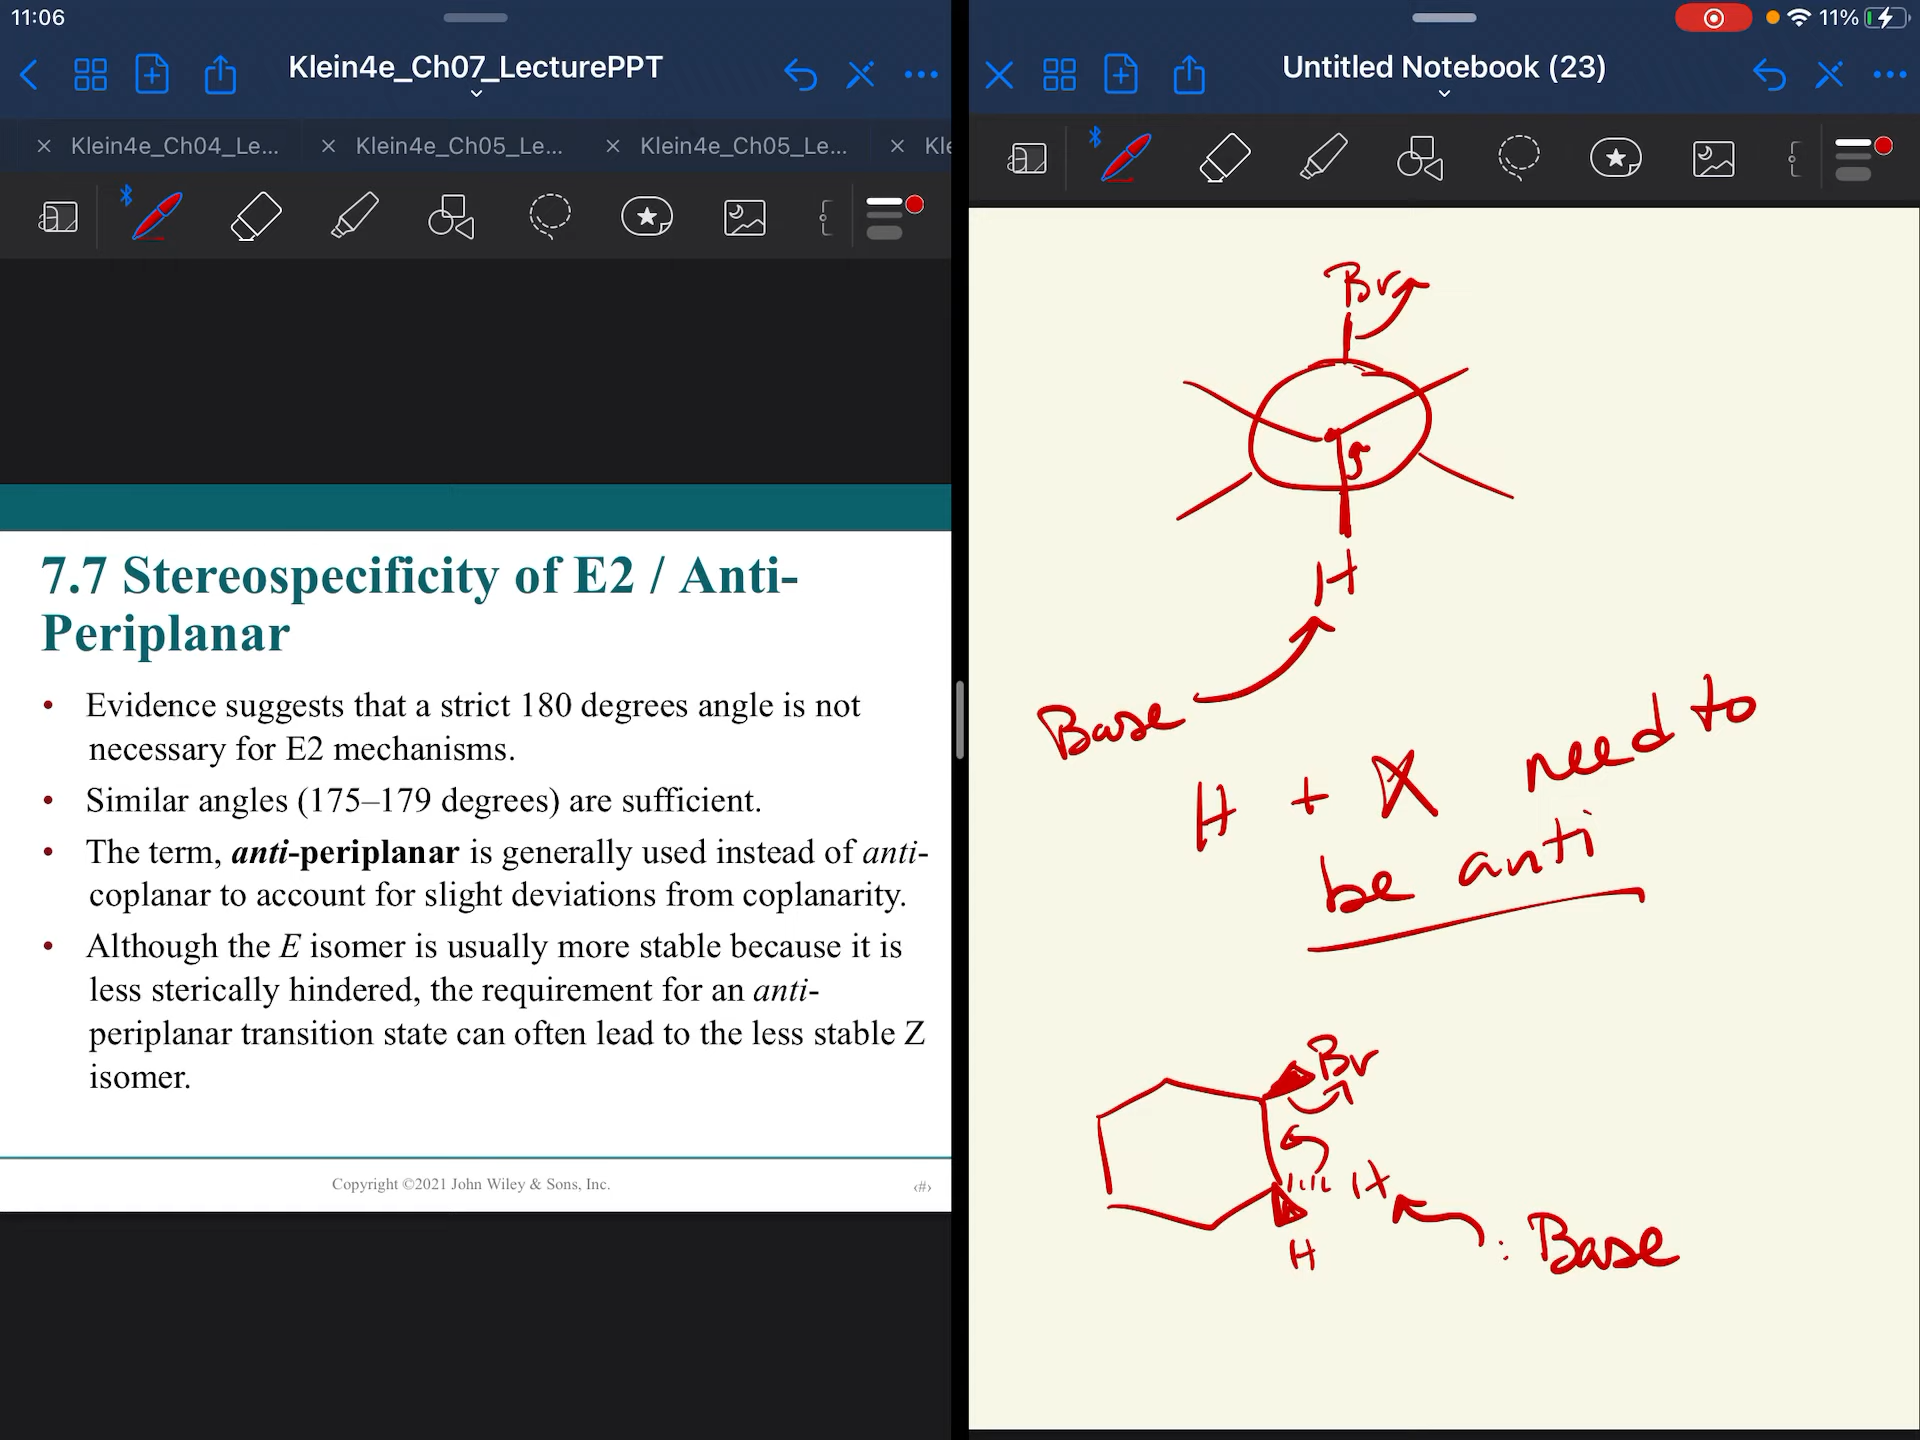 11:06
11%
Klein4e_Ch07_LecturePPT
Untitled Notebook (23)
Klein4e_Ch04_Le...
Klein4e_Ch05_Le...
Klein4e_Ch05_Le...
Kle
7.7 Stereospecificity of E2 / Anti-
Periplanar
• Evidence suggests that a strict 180 degrees angle is not
necessary for E2 mechanisms.
• Similar angles (175–179 degrees) are sufficient.
• The term, anti-periplanar is generally used instead of anti-
coplanar to account for slight deviations from coplanarity.
• Although the E isomer is usually more stable because it is
less sterically hindered, the requirement for an anti-
periplanar transition state can often lead to the less stable Z
isomer.
Copyright ©2021 John Wiley & Sons, Inc.
‹#›
Br
H
Base
H + X need to
be anti
Br
H
H
: Base